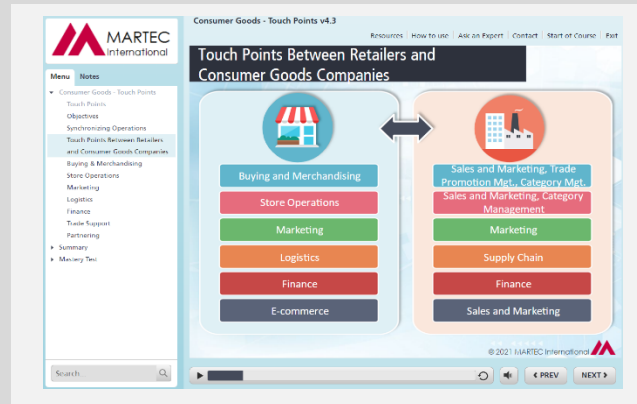 MARTEC
International
Consumer Goods - Touch Points v4.3
Resources How to use Ask an Expert Contact Start of Course Exit
Menu Notes
Consumer Goods - Touch Points
Touch Points
Objectives
Synchronizing Operations
Touch Points Between Retailers
and Consumer Goods Companies
Buying & Merchandising
Store Operations
Marketing
Logistics
Finance
Trade Support
Partnering
Summary
Mastery Test
Search
Touch Points Between Retailers and
Consumer Goods Companies
Buying and Merchandising
Store Operations
Marketing
Logistics
Finance
E-commerce
Sales and Marketing, Trade
Promotion Mgt., Category Mgt.
Sales and Marketing, Category
Management
Marketing
Supply Chain
Finance
Sales and Marketing
© 2021 MARTEC International
PREV NEXT